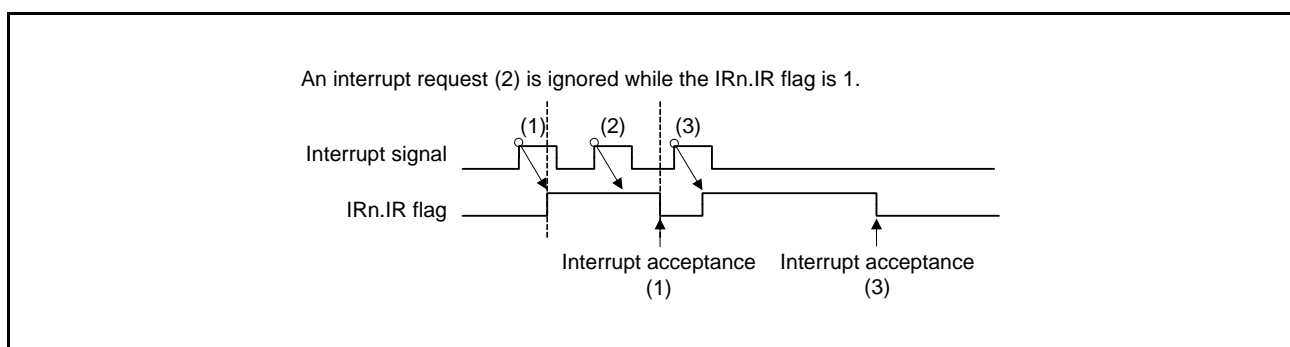 An interrupt request (2) is ignored while the IRn.IR flag is 1.
(1) (2) (3)
Interrupt signal
IRn.IR flag
Interrupt acceptance Interrupt acceptance
(1) (3)